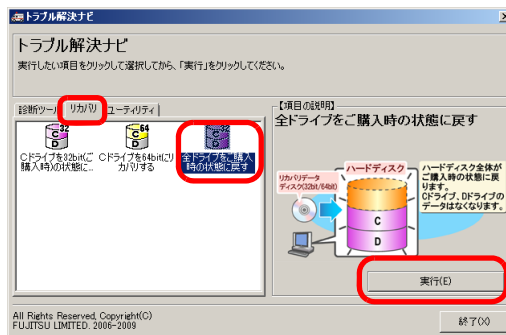 トラブル解決ナビ
トラブル解決ナビ
実行したい項目をクリックして選択してから、「実行」をクリックしてください。
診断ツール
リカバリ
ユーティリティ
32
C
D
64
C
D
32
C
D
Cドライブを32bit(ご
購入時)の状態に...
Cドライブを64bitにリ
カバリする
全ドライブをご購入
時の状態に戻す
【項目の説明】
全ドライブをご購入時の状態に戻す
リカバリデータ
ディスク(32bit/64bit)
ハードディスク
C
D
ハードディスク全体が
ご購入時の状態に戻
ります。
Cドライブ、Dドライブの
データはなくなります。
実行(E)
All Rights Reserved, Copyright(C)
FUJITSU LIMITED. 2006-2009
終了(X)